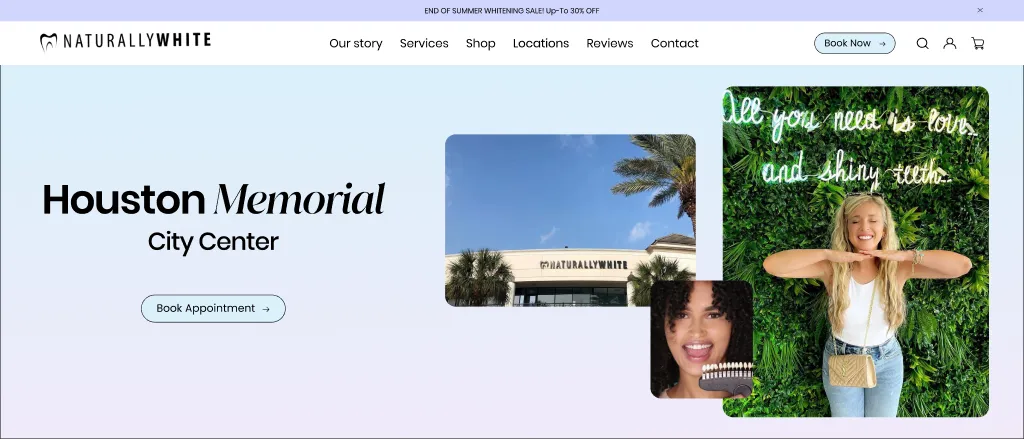 END OF SUMMER WHITENING SALE! Up-To 30% OFF
NATURALLYWHITE
Our story
Services
Shop
Locations
Reviews
Contact
Book Now
Houston Memorial
City Center
Book Appointment
NATURALLYWHITE
All you need is love
and shiny teeth...